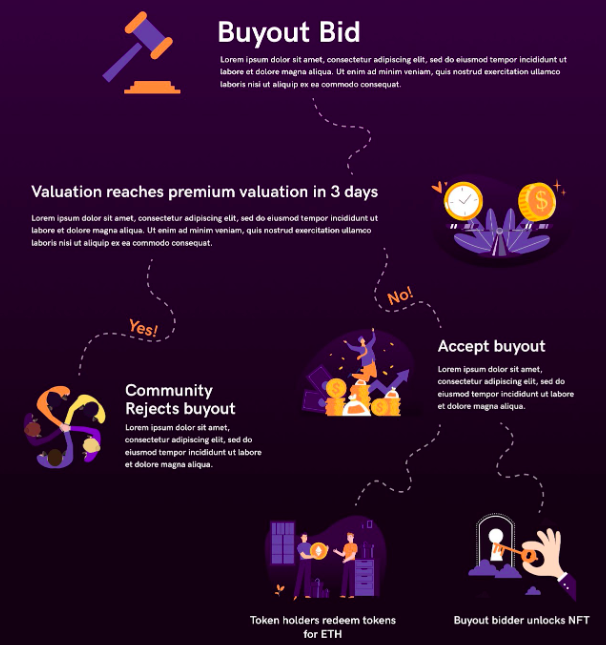 Buyout Bid
Lorem ipsum dolor sit amet, consectetur adipiscing elit, sed do eiusmod tempor incididunt ut
labore et dolore magna aliqua. Ut enim ad minim veniam, quis nostrud exercitation ullamco
laboris nisi ut aliquip ex ea commodo consequat.
Valuation reaches premium valuation in 3 days
Lorem ipsum dolor sit amet, consectetur adipiscing elit, sed do eiusmod tempor incididunt ut
labore et dolore magna aliqua. Ut enim ad minim veniam, quis nostrud exercitation ullamco
laboris nisi ut aliquip ex ea commodo consequat.
$
No!
Yes!
Accept buyout
Lorem ipsum dolor sit amet,
consectetur adipiscing elit, sed do
eiusmod tempor incididunt ut labore
et dolore magna aliqua.
Community
Rejects buyout
Lorem ipsum dolor sit amet,
consectetur adipiscing elit, sed do
eiusmod tempor incididunt ut labore
et dolore magna aliqua.
Token holders redeem tokens
for ETH
Buyout bidder unlocks NFT